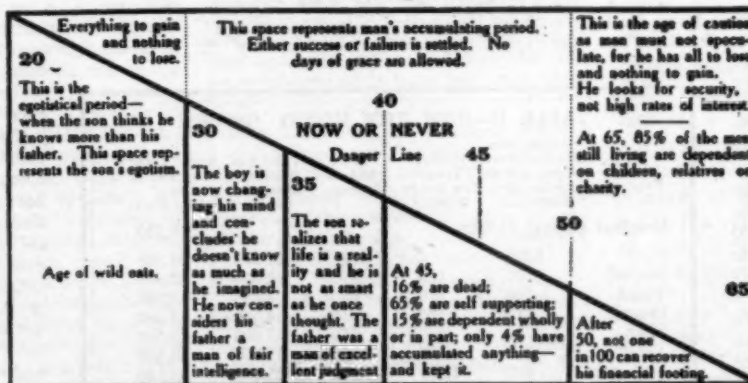 Everything to gain
and nothing
to lose.
20
This is the
egotistical period—
when the son thinks he
knows more than his
father. This space rep-
resents the son's egotism.
Age of wild oats.
This space represents man's accumulating period.
Either success or failure is settled. No
days of grace are allowed.
40
NOW OR NEVER
Danger Line
45
30
The boy is
now chang-
ing his mind
and con-
cludes he
doesn't know
as much as
he imagined.
He now con-
siders his
father a
man of fair
intelligence.
35
The son re-
alizes that
life is a real-
ity and he is
not as smart
as he once
thought. The
father was a
man of excel-
lent judgment
At 45,
16% are dead;
65% are self supporting;
15% are dependent wholly
or in part; only 4% have
accumulated anything—
and kept it.
This is the age of caution
as man must not specu-
late, for he has all to lose
and nothing to gain.
He looks for security,
not high rates of interest.
At 65, 85% of the men
still living are dependent
on children, relatives or
charity.
50
65
After
50, not one
in 100 can recover
his financial footing.